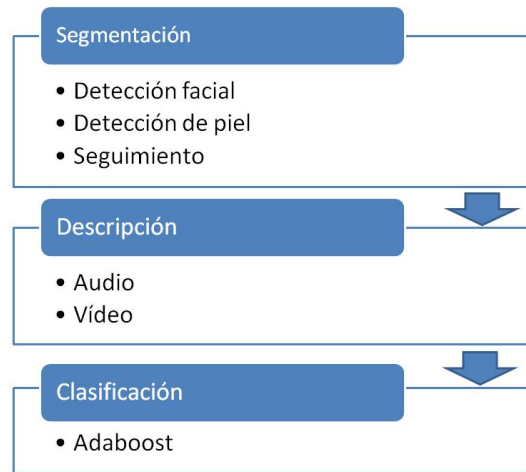 Segmentación
• Detección facial
• Detección de piel
• Seguimiento
Descripción
• Audio
• Vídeo
Clasificación
• Adaboost